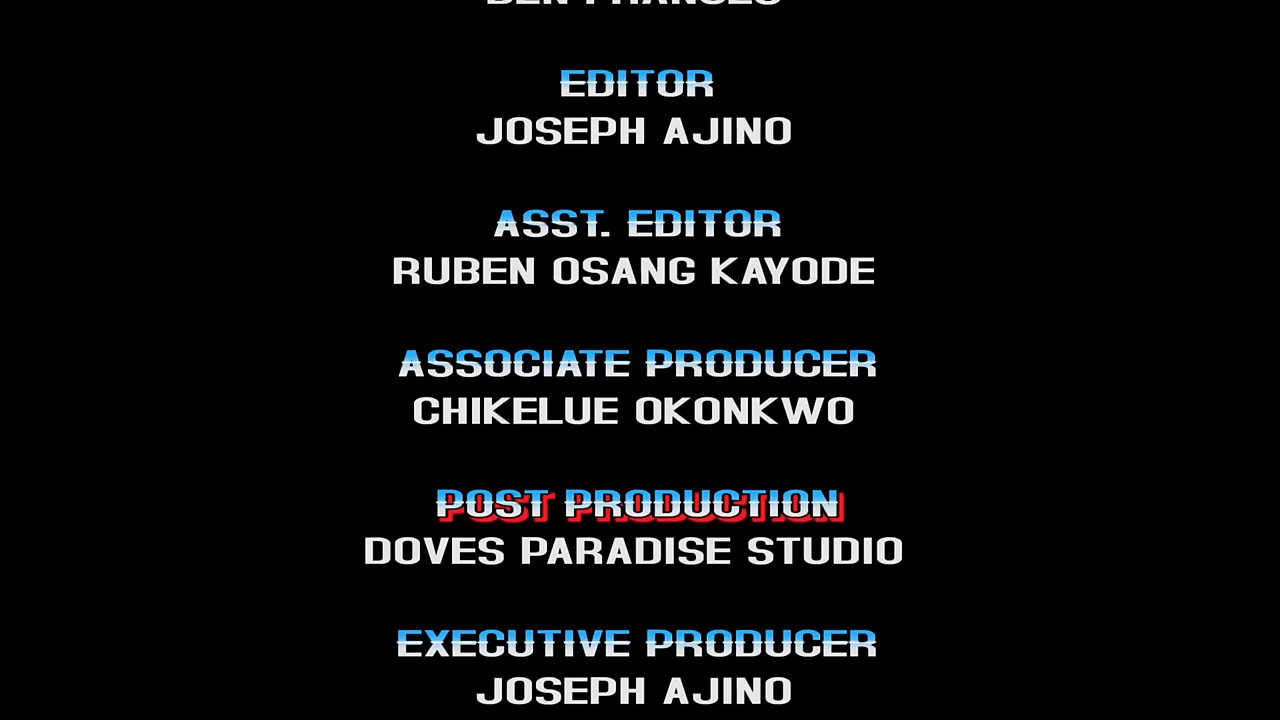 EDITOR
JOSEPH AJINO
ASST. EDITOR
RUBEN OSANG KAYODE
ASSOCIATE PRODUCER
CHIKELUE OKONKWO
POST PRODUCTION
DOVES PARADISE STUDIO
EXECUTIVE PRODUCER
JOSEPH AJINO